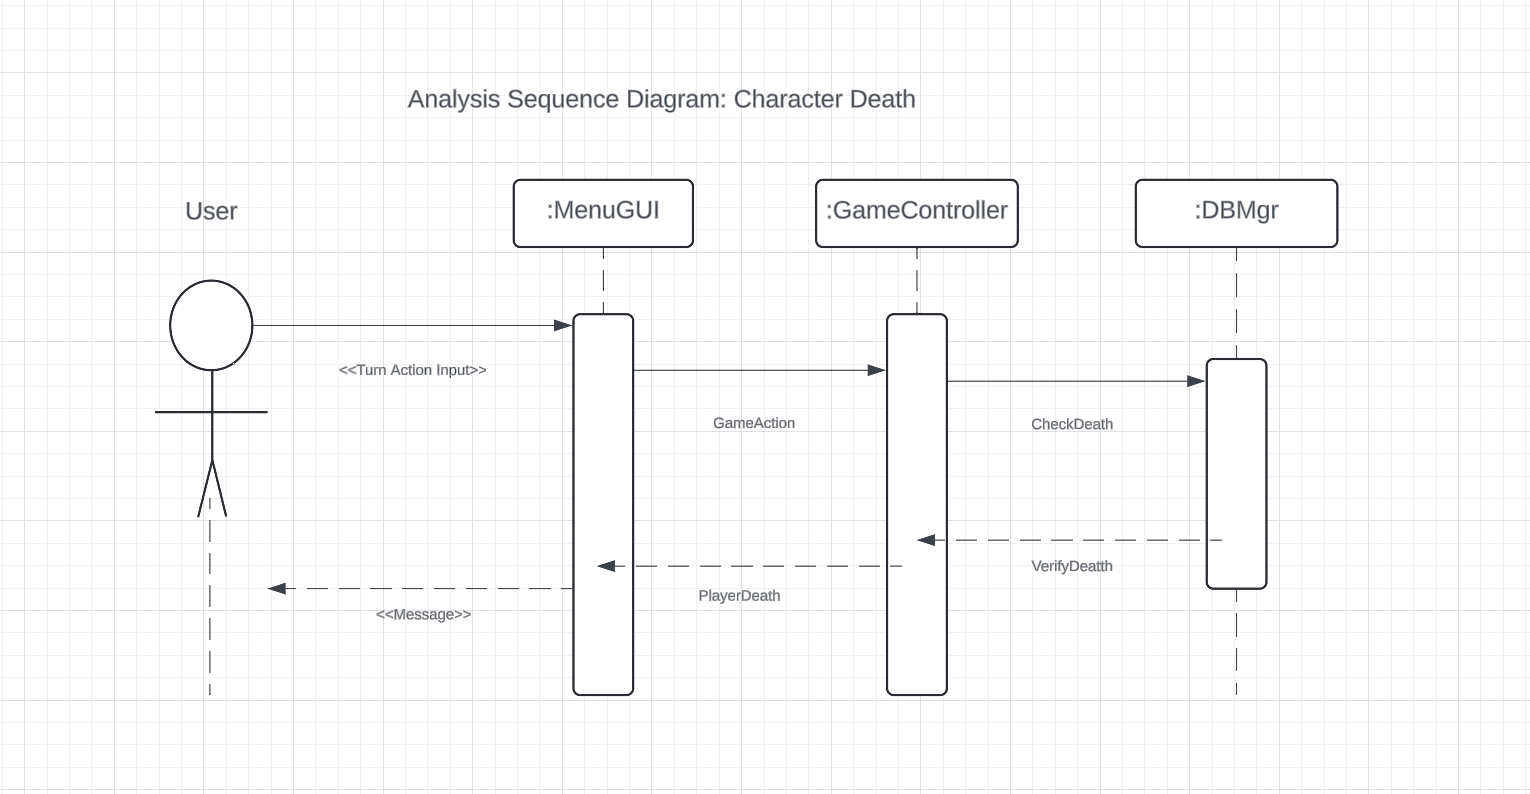 Analysis Sequence Diagram: Character Death
User
:MenuGUI
:GameController
:DBMgr
<<Turn Action Input>>
GameAction
CheckDeath
VerifyDeatth
PlayerDeath
<<Message>>